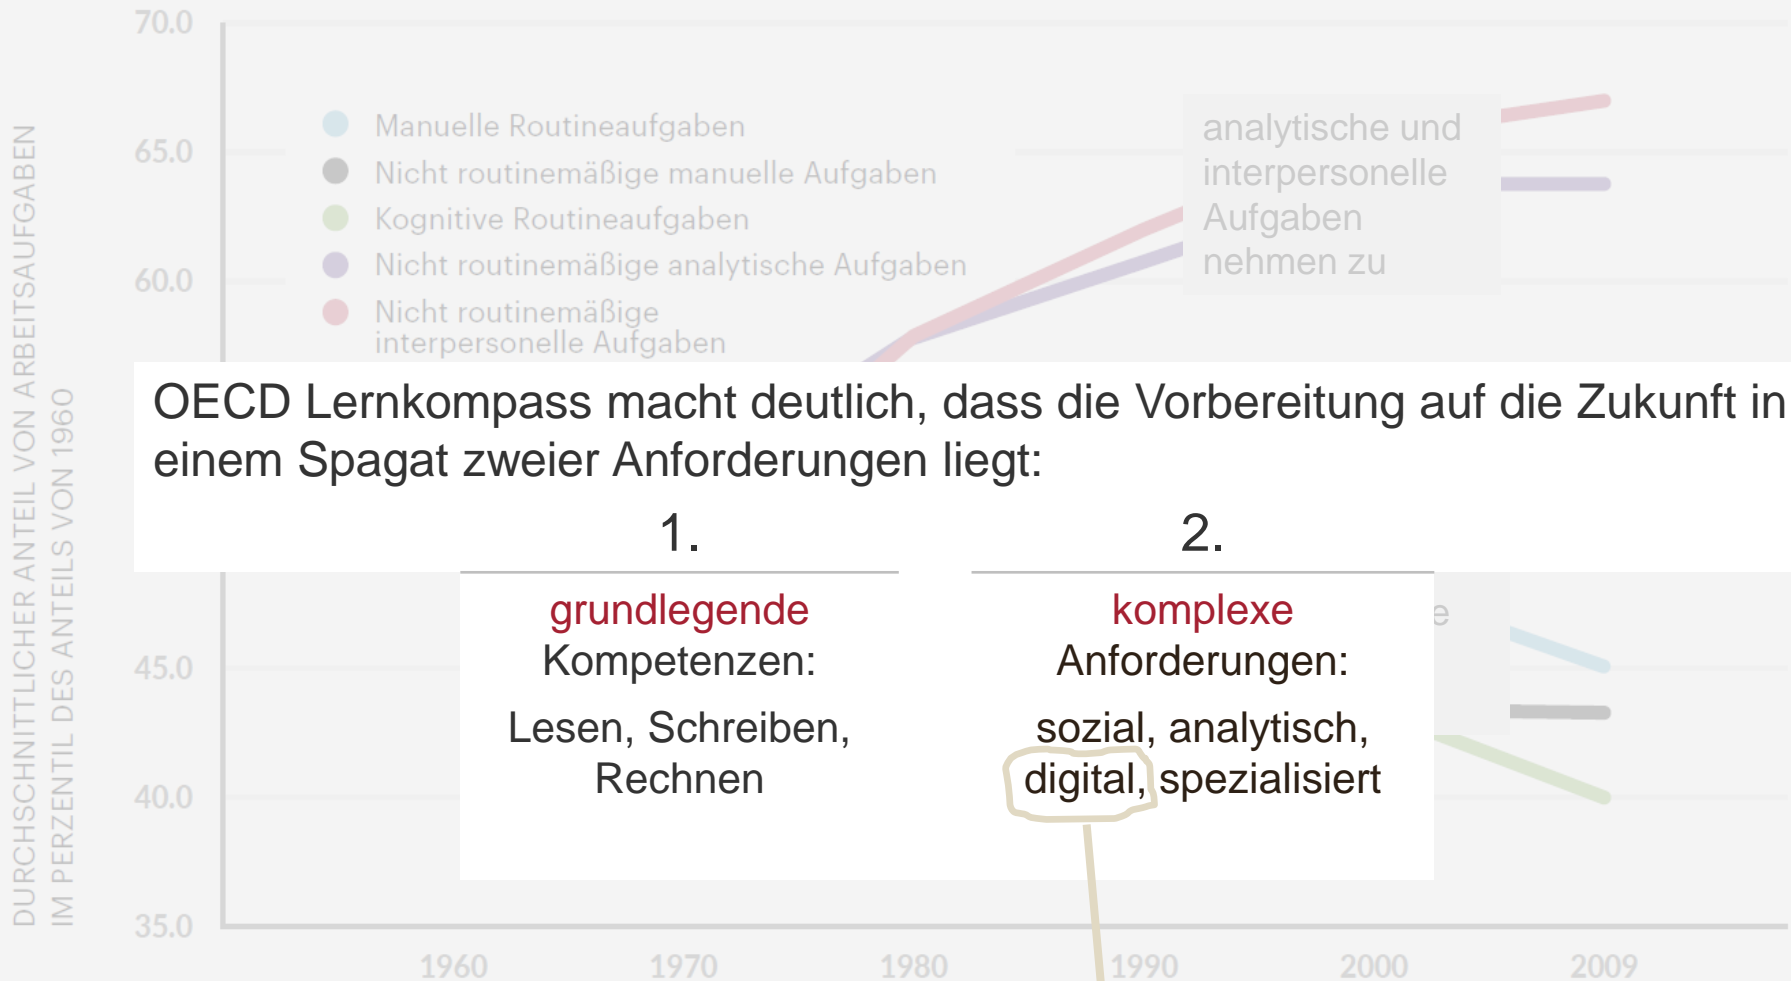 70.0
65.0
60.0
45.0
40.0
35.0
DURCHSCHNITTLICHER ANTEIL VON ARBEITSAUFGABEN
IM PERZENTIL DES ANTEILS VON 1960
Manuelle Routineaufgaben
Nicht routinemäßige manuelle Aufgaben
Kognitive Routineaufgaben
Nicht routinemäßige analytische Aufgaben
Nicht routinemäßige
interpersonelle Aufgaben
analytische und
interpersonelle
Aufgaben
nehmen zu
OECD Lernkompass macht deutlich, dass die Vorbereitung auf die Zukunft in
einem Spagat zweier Anforderungen liegt:
1.
grundlegende
Kompetenzen:
Lesen, Schreiben,
Rechnen
2.
komplexe
Anforderungen:
sozial, analytisch,
digital, spezialisiert
1960 1970 1980 1990 2000 2009